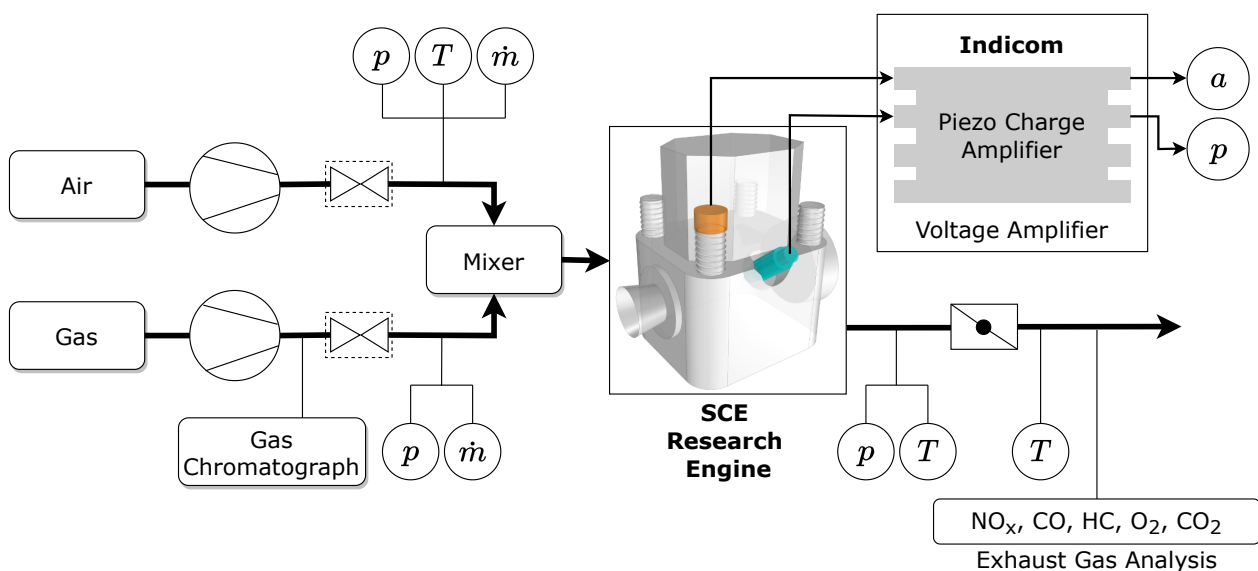 p
T
ṁ
Indicom
Piezo Charge
Amplifier
Voltage Amplifier
a
p
Air
Mixer
Gas
Gas
Chromatograph
p
ṁ
SCE
Research
Engine
p
T
T
NOₓ, CO, HC, O₂, CO₂
Exhaust Gas Analysis